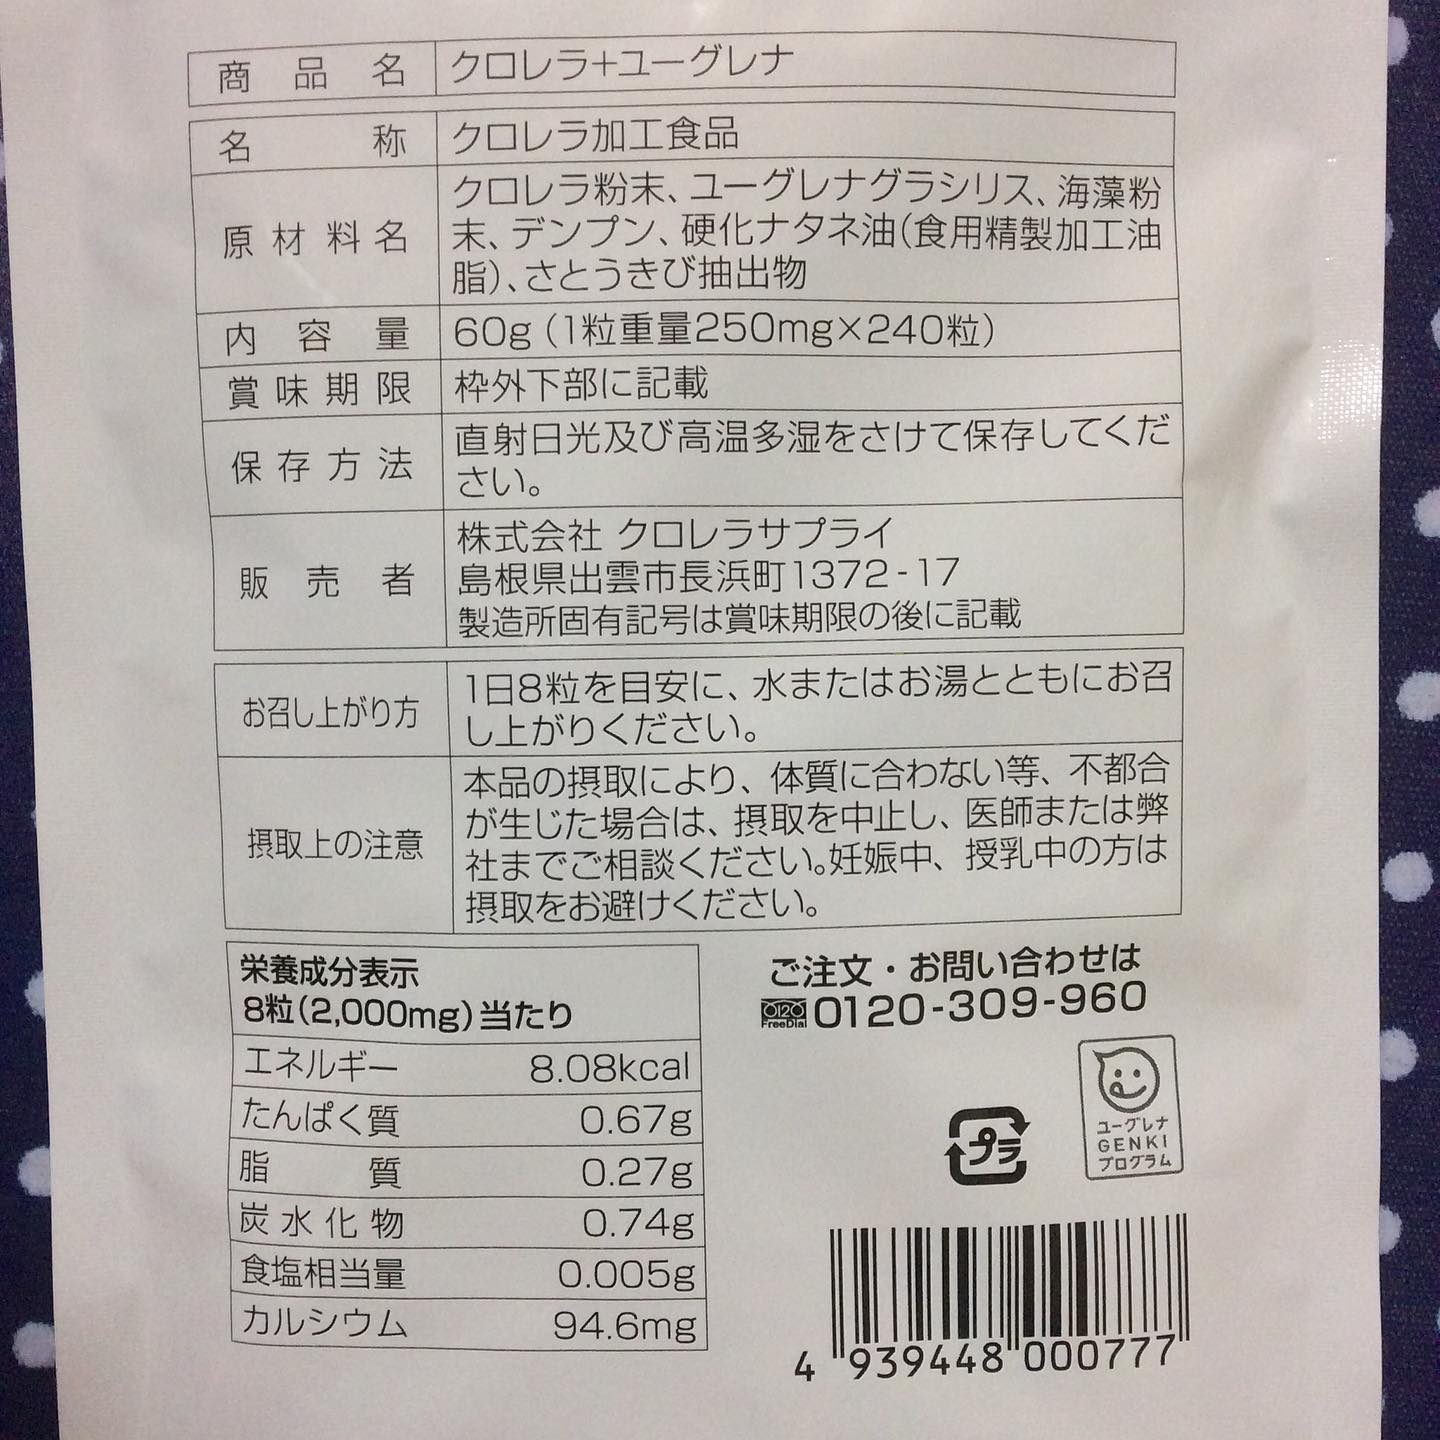 商品名 クロレラ+ユーグレナ
名称 クロレラ加工食品
原材料名 クロレラ粉末、ユーグレナグラシリス、海藻粉
末、デンプン、硬化ナタネ油(食用精製加工油
脂)、さとうきび抽出物
内容量 60g(1粒重量250mg×240粒)
賞味期限 枠外下部に記載
保存方法 直射日光及び高温多湿をさけて保存してくだ
さい。
販売者 株式会社 クロレラサプライ
島根県出雲市長浜町1372-17
製造所固有記号は賞味期限の後に記載
お召し上がり方 1日8粒を目安に、水またはお湯とともにお召
し上がりください。
摂取上の注意 本品の摂取により、体質に合わない等、不都合
が生じた場合は、摂取を中止し、医師または弊
社までご相談ください。妊娠中、授乳中の方は
摂取をお避けください。
栄養成分表示
8粒(2,000mg)当たり
エネルギー 8.08kcal
たんぱく質 0.67g
脂質 0.27g
炭水化物 0.74g
食塩相当量 0.005g
カルシウム 94.6mg
ご注文・お問い合わせは
0120 FreeDial 0120-309-960
ユーグレナ
GENKI
プログラム
プラ
4 939448 000777